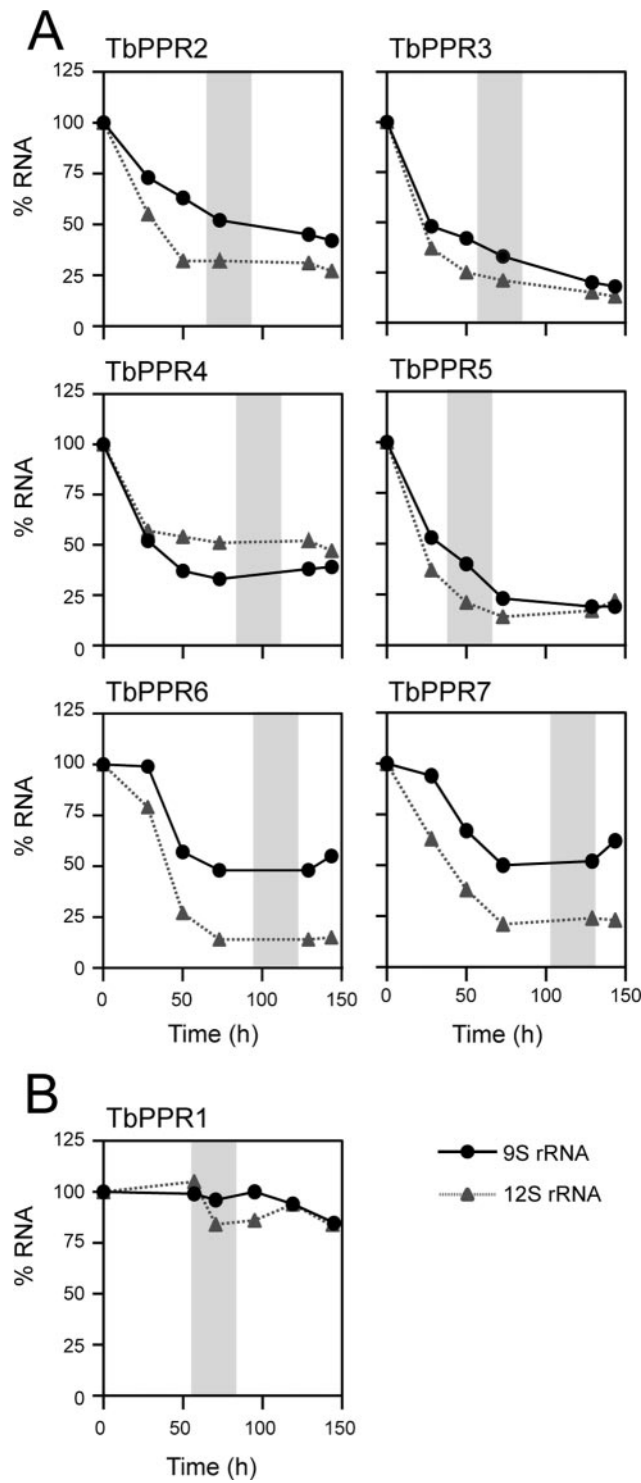 A
TbPPR2
TbPPR3
125
100
75
50
25
0
% RNA
TbPPR4
TbPPR5
125
100
75
50
25
0
% RNA
TbPPR6
TbPPR7
125
100
75
50
25
0
% RNA
0 50 100 150
0 50 100 150
Time (h)
Time (h)
B
TbPPR1
125
100
75
50
25
0
% RNA
0 50 100 150
Time (h)
9S rRNA
12S rRNA